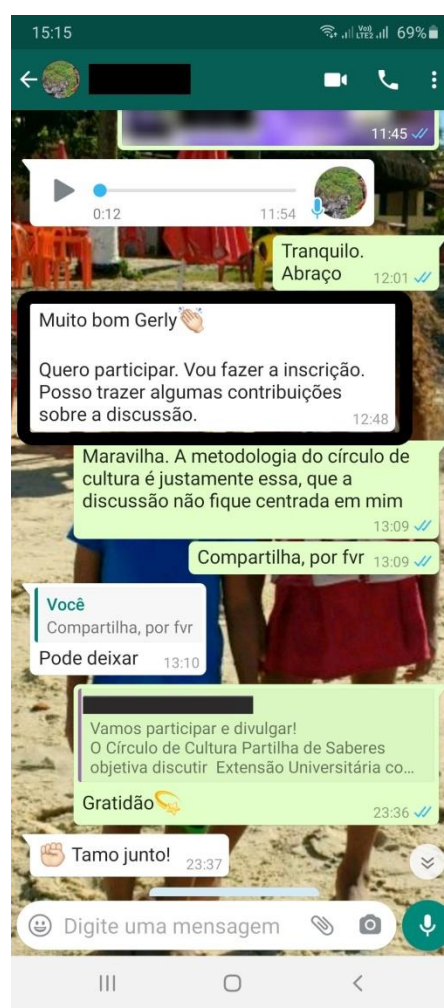 15:15
Vo)) LTE2 69%
11:45
0:12 11:54
Tranquilo.
Abraço 12:01
Muito bom Gerly👏🏻
Quero participar. Vou fazer a inscrição.
Posso trazer algumas contribuições
sobre a discussão. 12:48
Maravilha. A metodologia do círculo de
cultura é justamente essa, que a
discussão não fique centrada em mim
13:09
Compartilha, por fvr 13:09
Você
Compartilha, por fvr
Pode deixar 13:10
Vamos participar e divulgar!
O Círculo de Cultura Partilha de Saberes
objetiva discutir Extensão Universitária co...
Gratidão💫 23:36
✊🏻 Tamo junto! 23:37
Digite uma mensagem